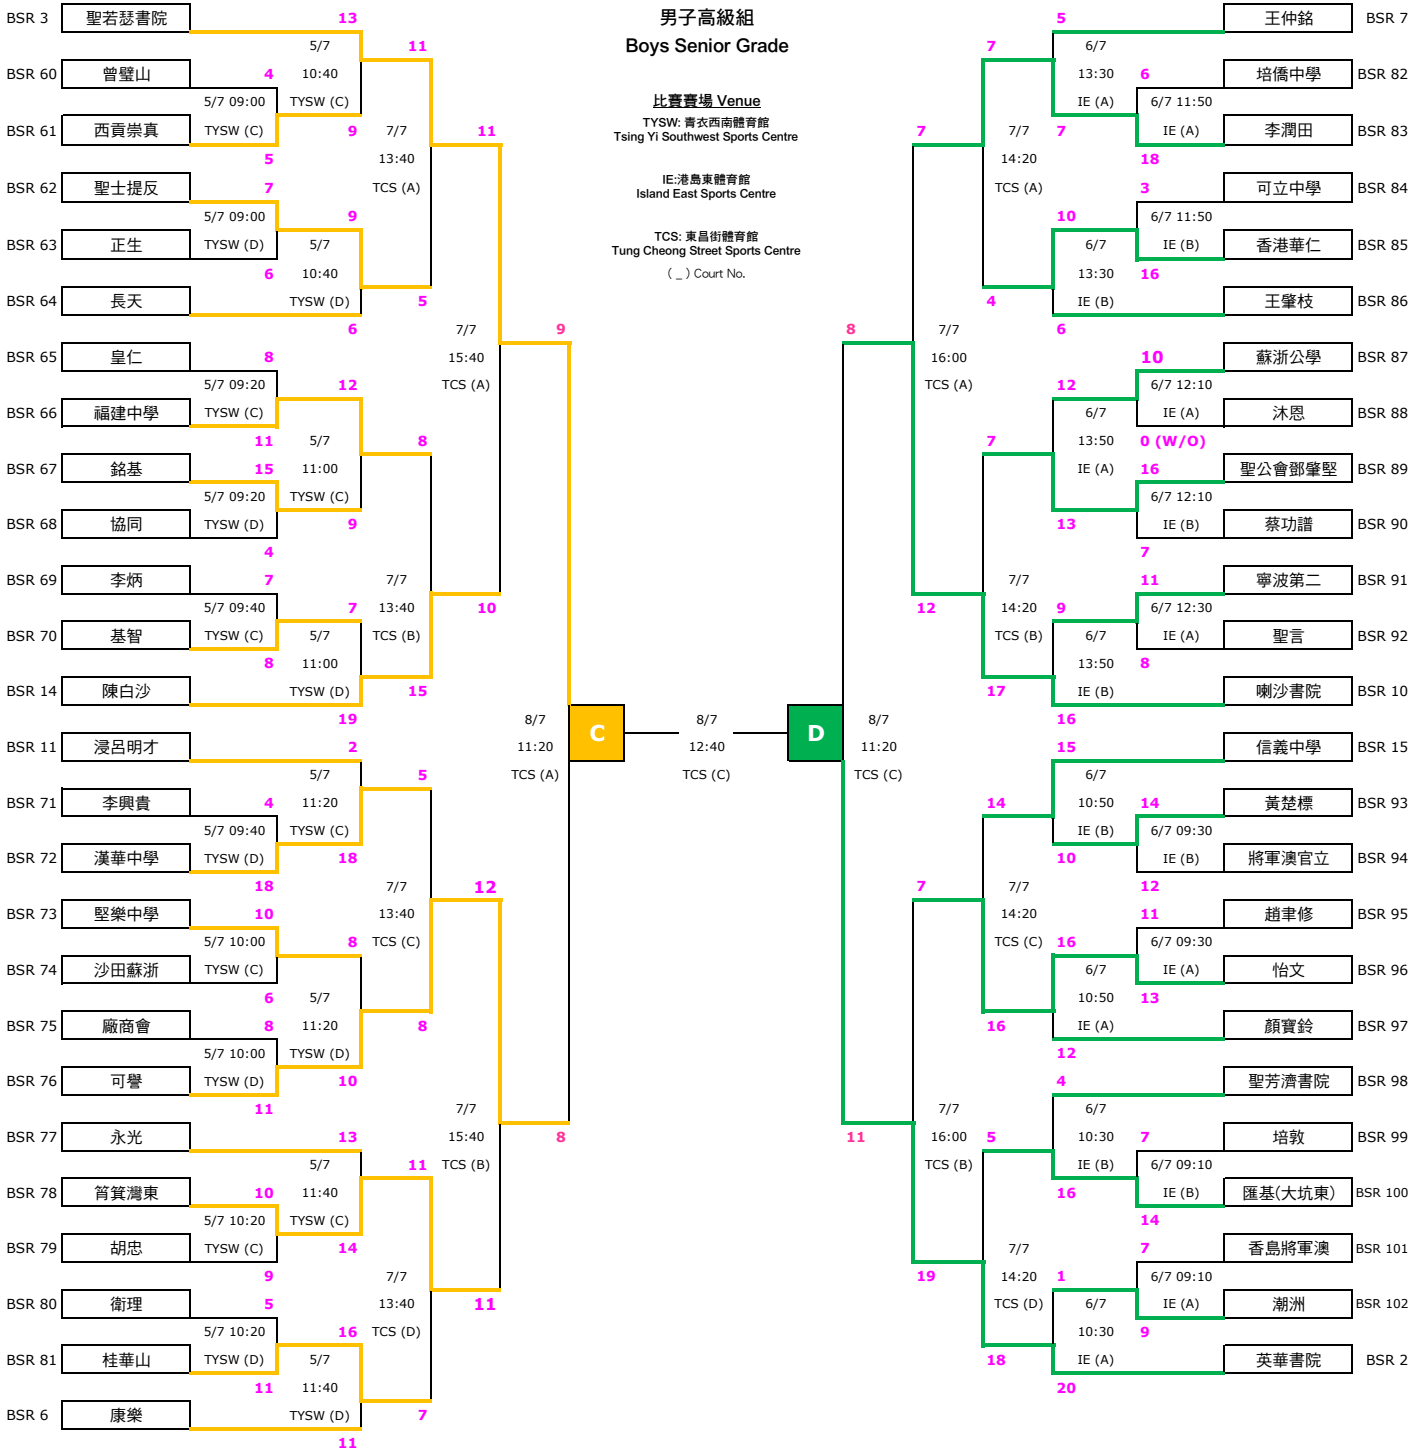 男子高級組
Boys Senior Grade
比賽賽場 Venue
TYSW: 青衣西南體育館
Tsing Yi Southwest Sports Centre
IE:港島東體育館
Island East Sports Centre
TCS: 東昌街體育館
Tung Cheong Street Sports Centre
( _ ) Court No.
BSR 3 聖若瑟書院 13
5/7
10:40
TYSW (C)
11
BSR 60 曾璧山 4
5/7 09:00
TYSW (C)
BSR 61 西貢崇真 5
9
7/7
13:40
TCS (A)
11
BSR 62 聖士提反 7
5/7 09:00
TYSW (D)
BSR 63 正生 6
9
5/7
10:40
TYSW (D)
5
BSR 64 長天 6
7/7
15:40
TCS (A)
9
BSR 65 皇仁 8
5/7 09:20
TYSW (C)
BSR 66 福建中學 11
12
5/7
11:00
TYSW (C)
8
BSR 67 銘基 15
5/7 09:20
TYSW (D)
BSR 68 協同 4
9
7/7
13:40
TCS (B)
10
BSR 69 李炳 7
5/7 09:40
TYSW (C)
BSR 70 基智 8
7
5/7
11:00
TYSW (D)
15
BSR 14 陳白沙 19
8/7
11:20
TCS (A)
C
BSR 11 浸呂明才 2
5/7
11:20
TYSW (C)
5
BSR 71 李興貴 4
5/7 09:40
TYSW (D)
BSR 72 漢華中學 18
18
7/7
13:40
TCS (C)
12
BSR 73 堅樂中學 10
5/7 10:00
TYSW (C)
BSR 74 沙田蘇浙 6
8
5/7
11:20
TYSW (D)
8
BSR 75 廠商會 8
5/7 10:00
TYSW (D)
BSR 76 可譽 11
10
7/7
15:40
TCS (B)
8
BSR 77 永光 13
5/7
11:40
TYSW (C)
11
BSR 78 筲箕灣東 10
5/7 10:20
TYSW (C)
BSR 79 胡忠 9
14
7/7
13:40
TCS (D)
11
BSR 80 衛理 5
5/7 10:20
TYSW (D)
BSR 81 桂華山 11
16
5/7
11:40
TYSW (D)
7
BSR 6 康樂 11
8/7
12:40
TCS (C)
D
8/7
11:20
TCS (C)
5 王仲銘 BSR 7
7
6/7
13:30
IE (A)
6 培僑中學 BSR 82
6/7 11:50
IE (A)
7
18 李潤田 BSR 83
7
7/7
14:20
TCS (A)
3 可立中學 BSR 84
6/7 11:50
IE (B)
10
16 香港華仁 BSR 85
6/7
13:30
IE (B)
4
6 王肇枝 BSR 86
8
7/7
16:00
TCS (A)
10 蘇浙公學 BSR 87
6/7 12:10
IE (A)
12
0 (W/O) 沐恩 BSR 88
7
6/7
13:50
IE (A)
16 聖公會鄧肇堅 BSR 89
6/7 12:10
IE (B)
13
7 蔡功譜 BSR 90
12
7/7
14:20
TCS (B)
11 寧波第二 BSR 91
6/7 12:30
IE (A)
9
8 聖言 BSR 92
6/7
13:50
IE (B)
17
16 喇沙書院 BSR 10
15 信義中學 BSR 15
14
6/7
10:50
IE (B)
14 黃楚標 BSR 93
6/7 09:30
IE (B)
10
12 將軍澳官立 BSR 94
7
7/7
14:20
TCS (C)
11 趙聿修 BSR 95
6/7 09:30
IE (A)
16
13 怡文 BSR 96
6/7
10:50
IE (A)
16
12 顏寶鈴 BSR 97
11
7/7
16:00
TCS (B)
4 聖芳濟書院 BSR 98
5
6/7
10:30
IE (B)
7 培敦 BSR 99
6/7 09:10
IE (B)
16
14 匯基(大坑東) BSR 100
19
7/7
14:20
TCS (D)
7 香島將軍澳 BSR 101
6/7 09:10
IE (A)
1
9 潮洲 BSR 102
6/7
10:30
IE (A)
18
20 英華書院 BSR 2